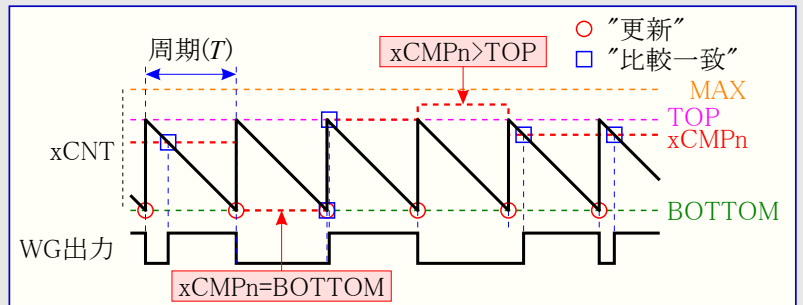 周期(T)
xCMPn>TOP
"更新"
"比較一致"
MAX
TOP
xCMPn
xCNT
BOTTOM
WG出力
xCMPn=BOTTOM